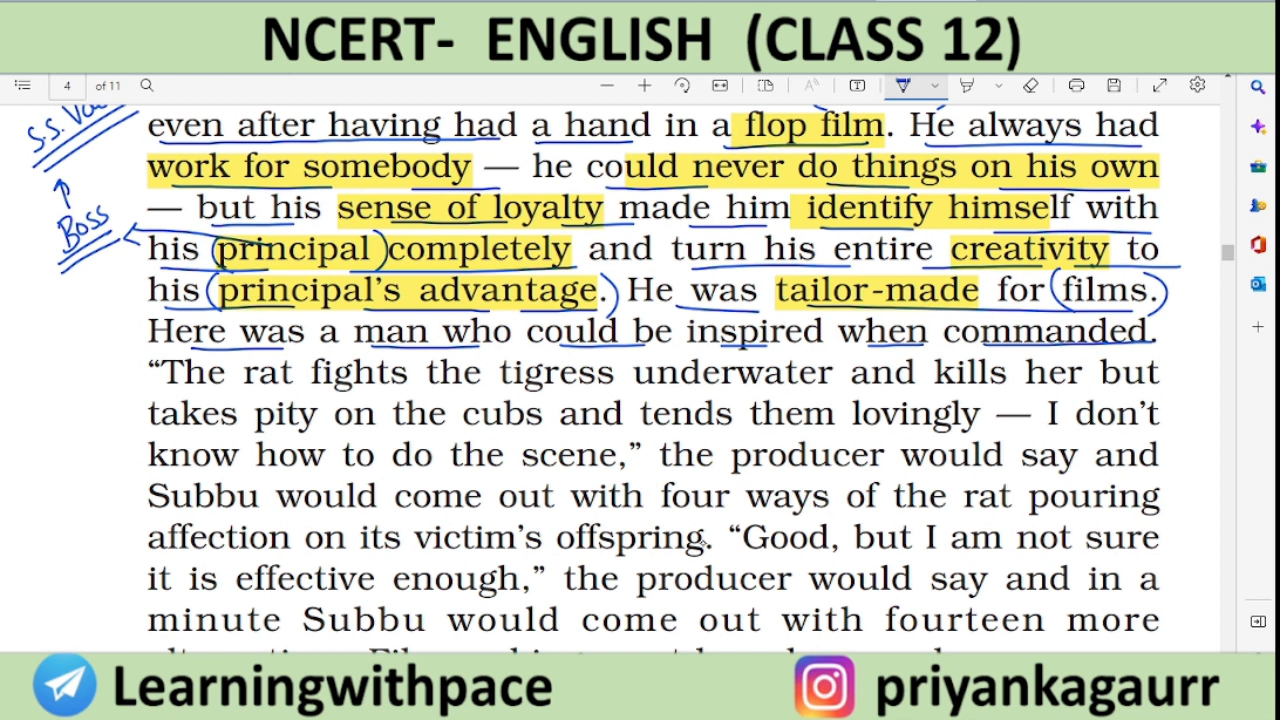 NCERT- ENGLISH (CLASS 12)
4 of 11
even after having had a hand in a flop film. He always had
work for somebody — he could never do things on his own
— but his sense of loyalty made him identify himself with
his principal completely and turn his entire creativity to
his principal's advantage. He was tailor-made for films.
Here was a man who could be inspired when commanded.
“The rat fights the tigress underwater and kills her but
takes pity on the cubs and tends them lovingly — I don't
know how to do the scene,” the producer would say and
Subbu would come out with four ways of the rat pouring
affection on its victim's offspring. “Good, but I am not sure
it is effective enough,” the producer would say and in a
minute Subbu would come out with fourteen more
S.S.
Boss
Learningwithpace
priyankagaurr